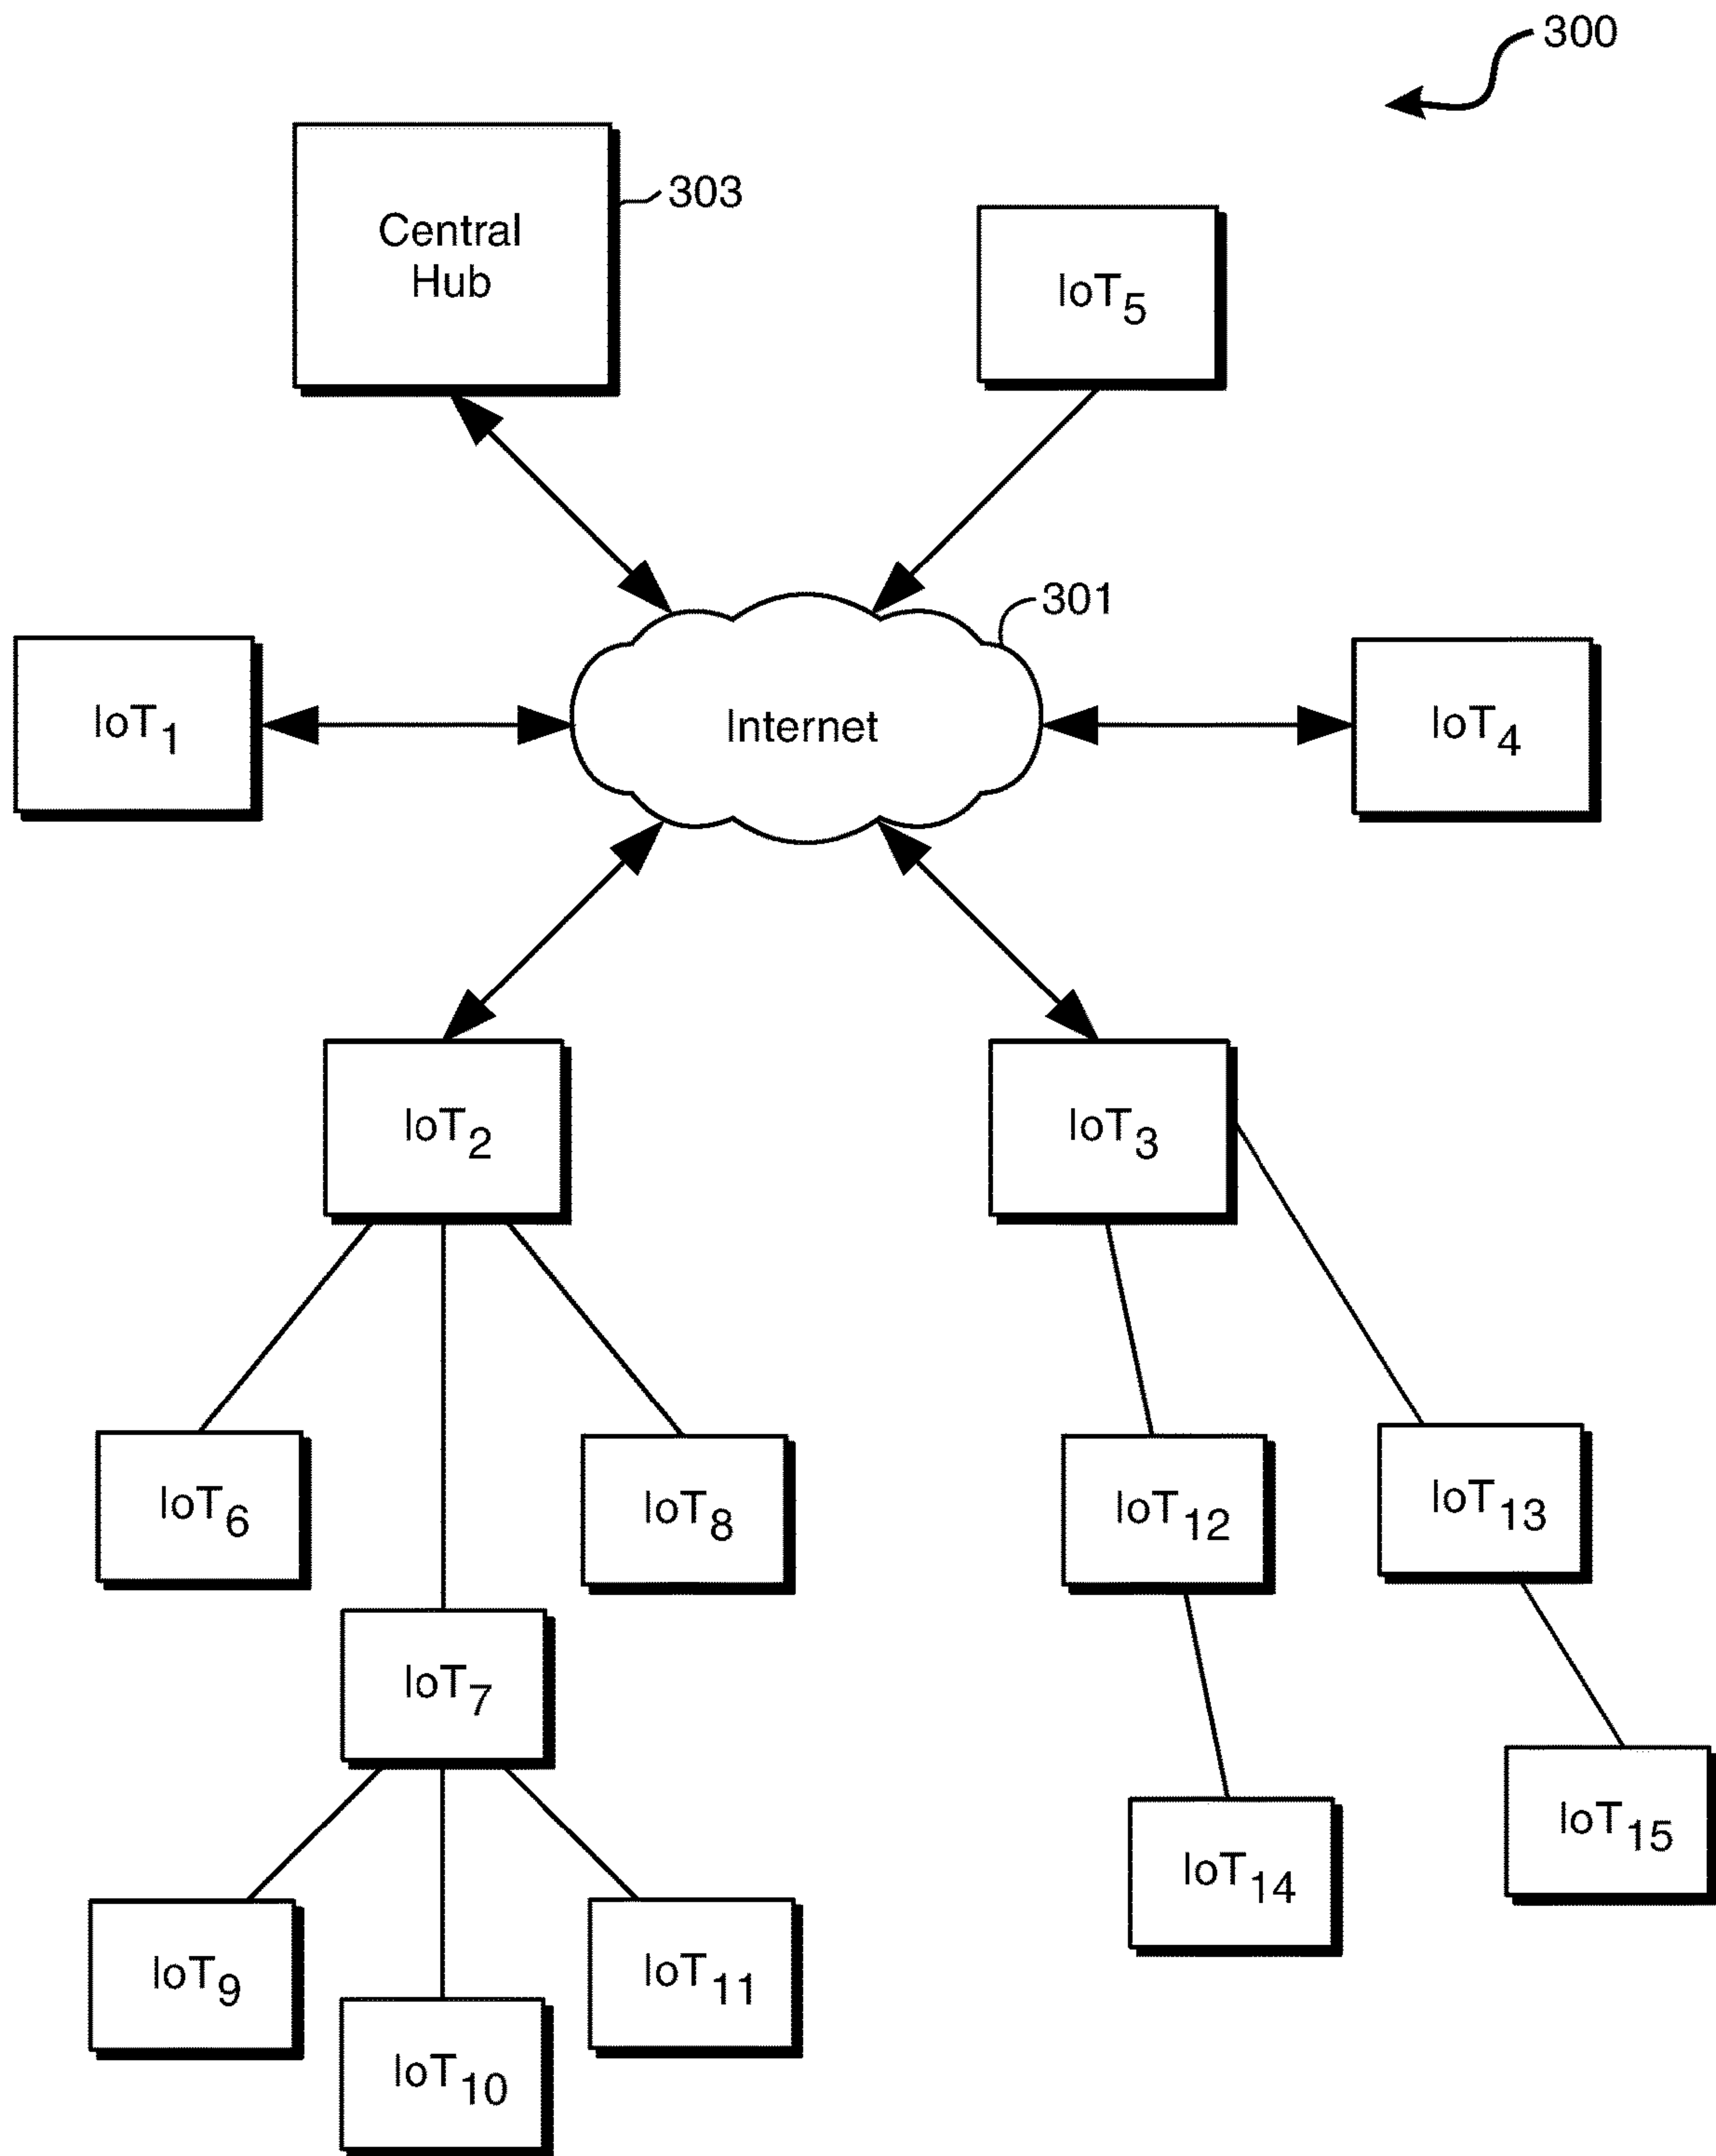 300
303
Central
Hub
IoT5
301
IoT1
Internet
IoT4
IoT2
IoT3
IoT6
IoT8
IoT12
IoT13
IoT7
IoT15
IoT14
IoT9
IoT11
IoT10